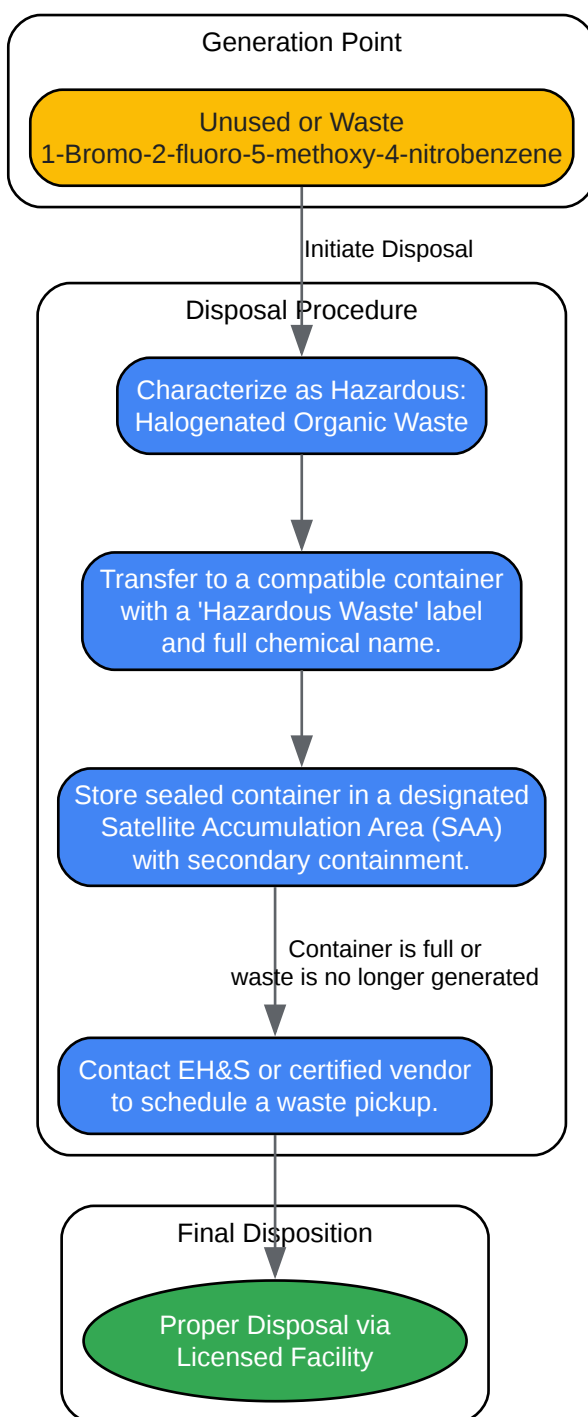 Generation Point
Unused or Waste
1-Bromo-2-fluoro-5-methoxy-4-nitrobenzene
Initiate Disposal
Disposal Procedure
Characterize as Hazardous:
Halogenated Organic Waste
Transfer to a compatible container
with a 'Hazardous Waste' label
and full chemical name.
Store sealed container in a designated
Satellite Accumulation Area (SAA)
with secondary containment.
Container is full or
waste is no longer generated
Contact EH&S or certified vendor
to schedule a waste pickup.
Final Disposition
Proper Disposal via
Licensed Facility